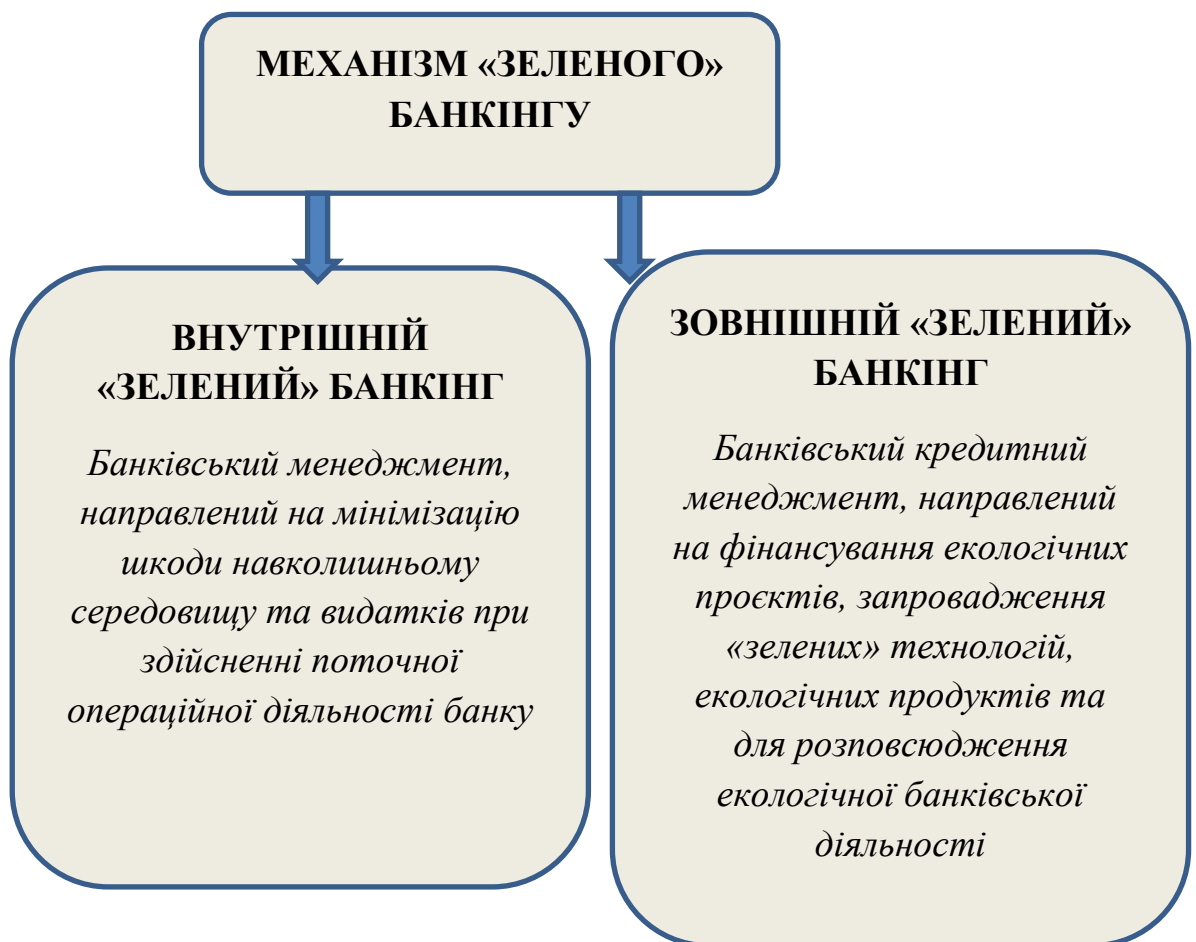 МЕХАНІЗМ «ЗЕЛЕНОГО»
БАНКІНГУ
ВНУТРІШНІЙ
«ЗЕЛЕНИЙ» БАНКІНГ
Банківський менеджмент,
направлений на мінімізацію
шкоди навколишньому
середовищу та видатків при
здійсненні поточної
операційної діяльності банку
ЗОВНІШНІЙ «ЗЕЛЕНИЙ»
БАНКІНГ
Банківський кредитний
менеджмент, направлений
на фінансування екологічних
проєктів, запровадження
«зелених» технологій,
екологічних продуктів та
для розповсюдження
екологічної банківської
діяльності